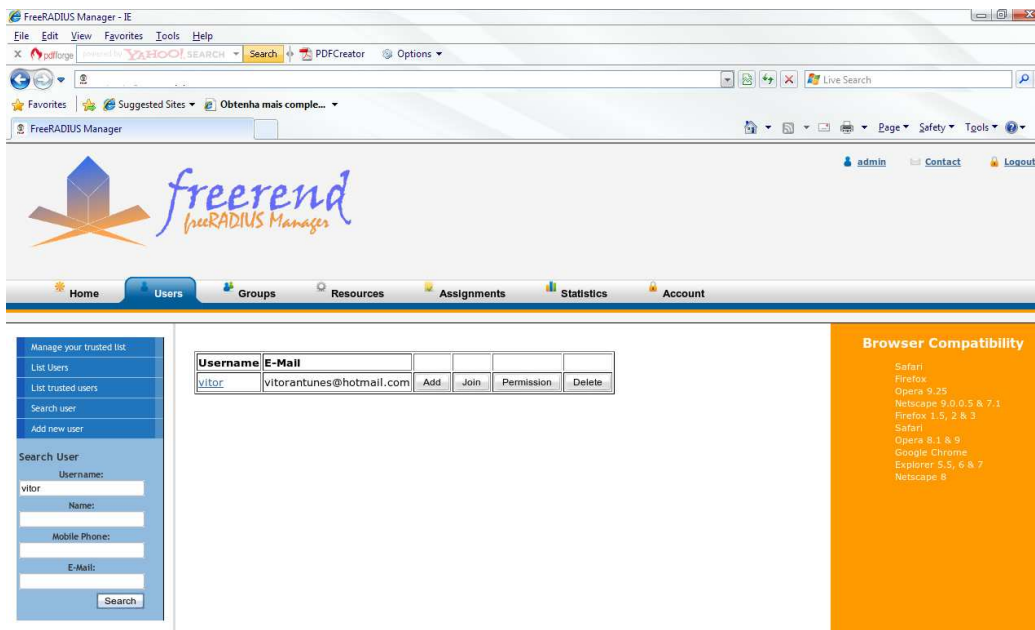 FreeRADIUS Manager - IE
File Edit View Favorites Tools Help
X pdfforge powered by YAHOO! SEARCH Search PDFCreator Options
Live Search
Favorites Suggested Sites Obtenha mais comple...
FreeRADIUS Manager Page Safety Tools
admin Contact Logout
freerend
freeRADIUS Manager
Home Users Groups Resources Assignments Statistics Account
Manage your trusted list
List Users
List trusted users
Search user
Add new user
Search User
Username:
vitor
Name:
Mobile Phone:
E-Mail:
Search
Username E-Mail
vitor vitorantunes@hotmail.com Add Join Permission Delete
Browser Compatibility
Safari
Firefox
Opera 9.25
Netscape 9.0.0.5 & 7.1
Firefox 1.5, 2 & 3
Safari
Opera 8.1 & 9
Google Chrome
Explorer 5.5, 6 & 7
Netscape 8